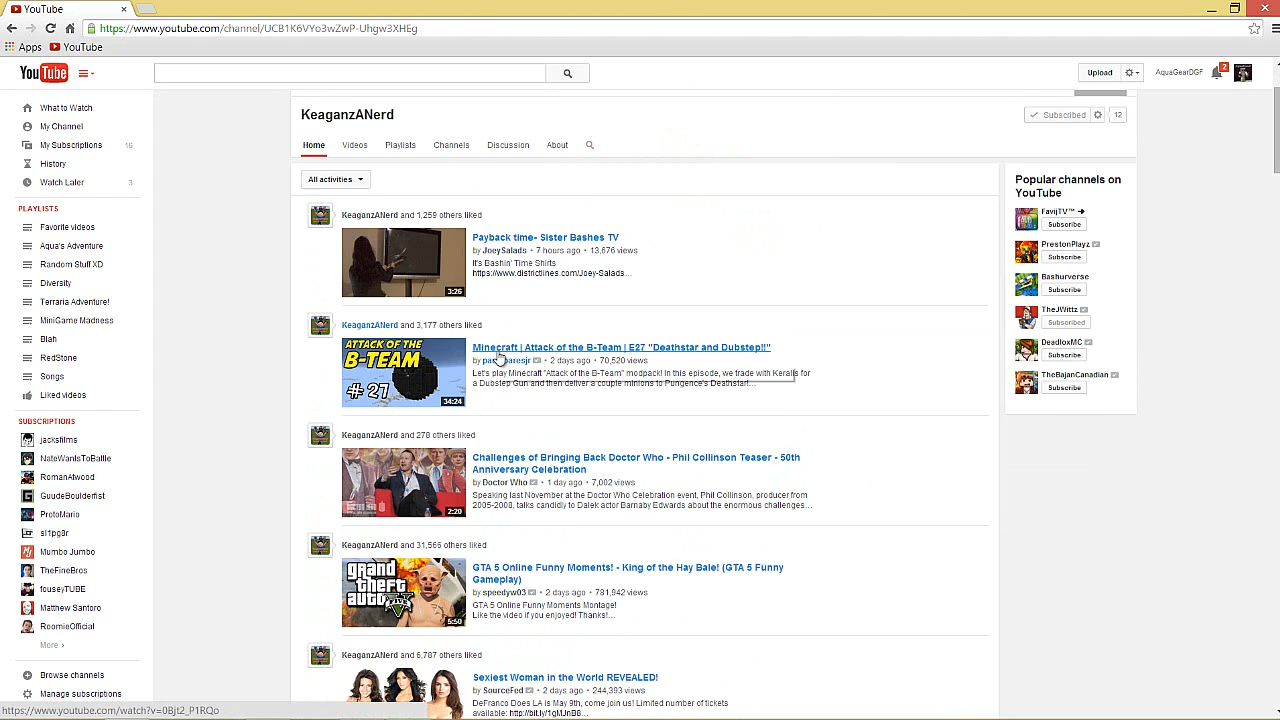 YouTube
https://www.youtube.com/channel/UCB1K6VYo3wZwP-Uhgw3XHEg
Apps YouTube
YouTube
Upload
AquaGearDGF
2
What to Watch
My Channel
My Subscriptions 16
History
Watch Later 3
PLAYLISTS
Favorite videos
Aqua's Adventure
Random Stuff XD
Diversity
Terraria Adventure!
MiniGame Madness
Blah
RedStone
Songs
Liked videos
SUBSCRIPTIONS
jacksfilms
NateWantsToBattle
RomanAtwood
GuudeBoulderfist
ProtoMario
sl1pg8r
Mumbo Jumbo
TheFineBros
fouseyTUBE
Matthew Santoro
RoomieOfficial
More ›
Browse channels
Manage subscriptions
https://www.youtube.com/watch?v=0Bjt2_P1RQo
KeaganzANerd
Subscribed 12
Home Videos Playlists Channels Discussion About
All activities
KeaganzANerd and 1,259 others liked
Payback time- Sister Bashes TV
by JoeySalads • 7 hours ago • 13,676 views
It's Bashin' Time Shirts
https://www.districtlines.com/Joey-Salads...
3:26
KeaganzANerd and 3,177 others liked
ATTACK OF THE
B-TEAM
# 27
34:24
Minecraft | Attack of the B-Team | E27 "Deathstar and Dubstep!!"
by • 2 days ago • 70,520 views
Let's play Minecraft "Attack of the B-Team" modpack! In this episode, we trade with Keralis for
a Dubstep Gun and then deliver a couple minions to Pungence's Deathstar!...
KeaganzANerd and 278 others liked
Challenges of Bringing Back Doctor Who - Phil Collinson Teaser - 50th
Anniversary Celebration
by Doctor Who • 1 day ago • 7,002 views
Speaking last November at the Doctor Who Celebration event, Phil Collinson, producer from
2005-2008, talks candidly to Dalek actor Barnaby Edwards about the enormous challenges...
2:20
KeaganzANerd and 31,566 others liked
grand
theft
auto V
5:50
GTA 5 Online Funny Moments! - King of the Hay Bale! (GTA 5 Funny
Gameplay)
by speedyw03 • 2 days ago • 781,942 views
GTA 5 Online Funny Moments Montage!
Like the video if you enjoyed! Thanks!...
KeaganzANerd and 6,787 others liked
Sexiest Woman in the World REVEALED!
by SourceFed • 2 days ago • 244,393 views
DeFranco Does LA is May 9th, come join us! Limited number of tickets
available: http://bit.ly/1gMJnB6...
Popular channels on
YouTube
FavijTV™
Subscribe
PrestonPlayz
Subscribe
Bashurverse
Subscribe
TheJWittz
Subscribed
DeadloxMC
Subscribe
TheBajanCanadian
Subscribe